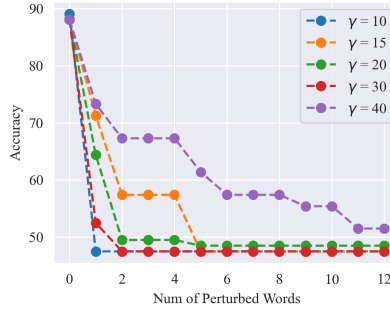 90
80
70
60
50
Accuracy
0
2
4
6
8
10
12
Num of Perturbed Words
γ = 10
γ = 15
γ = 20
γ = 30
γ = 40